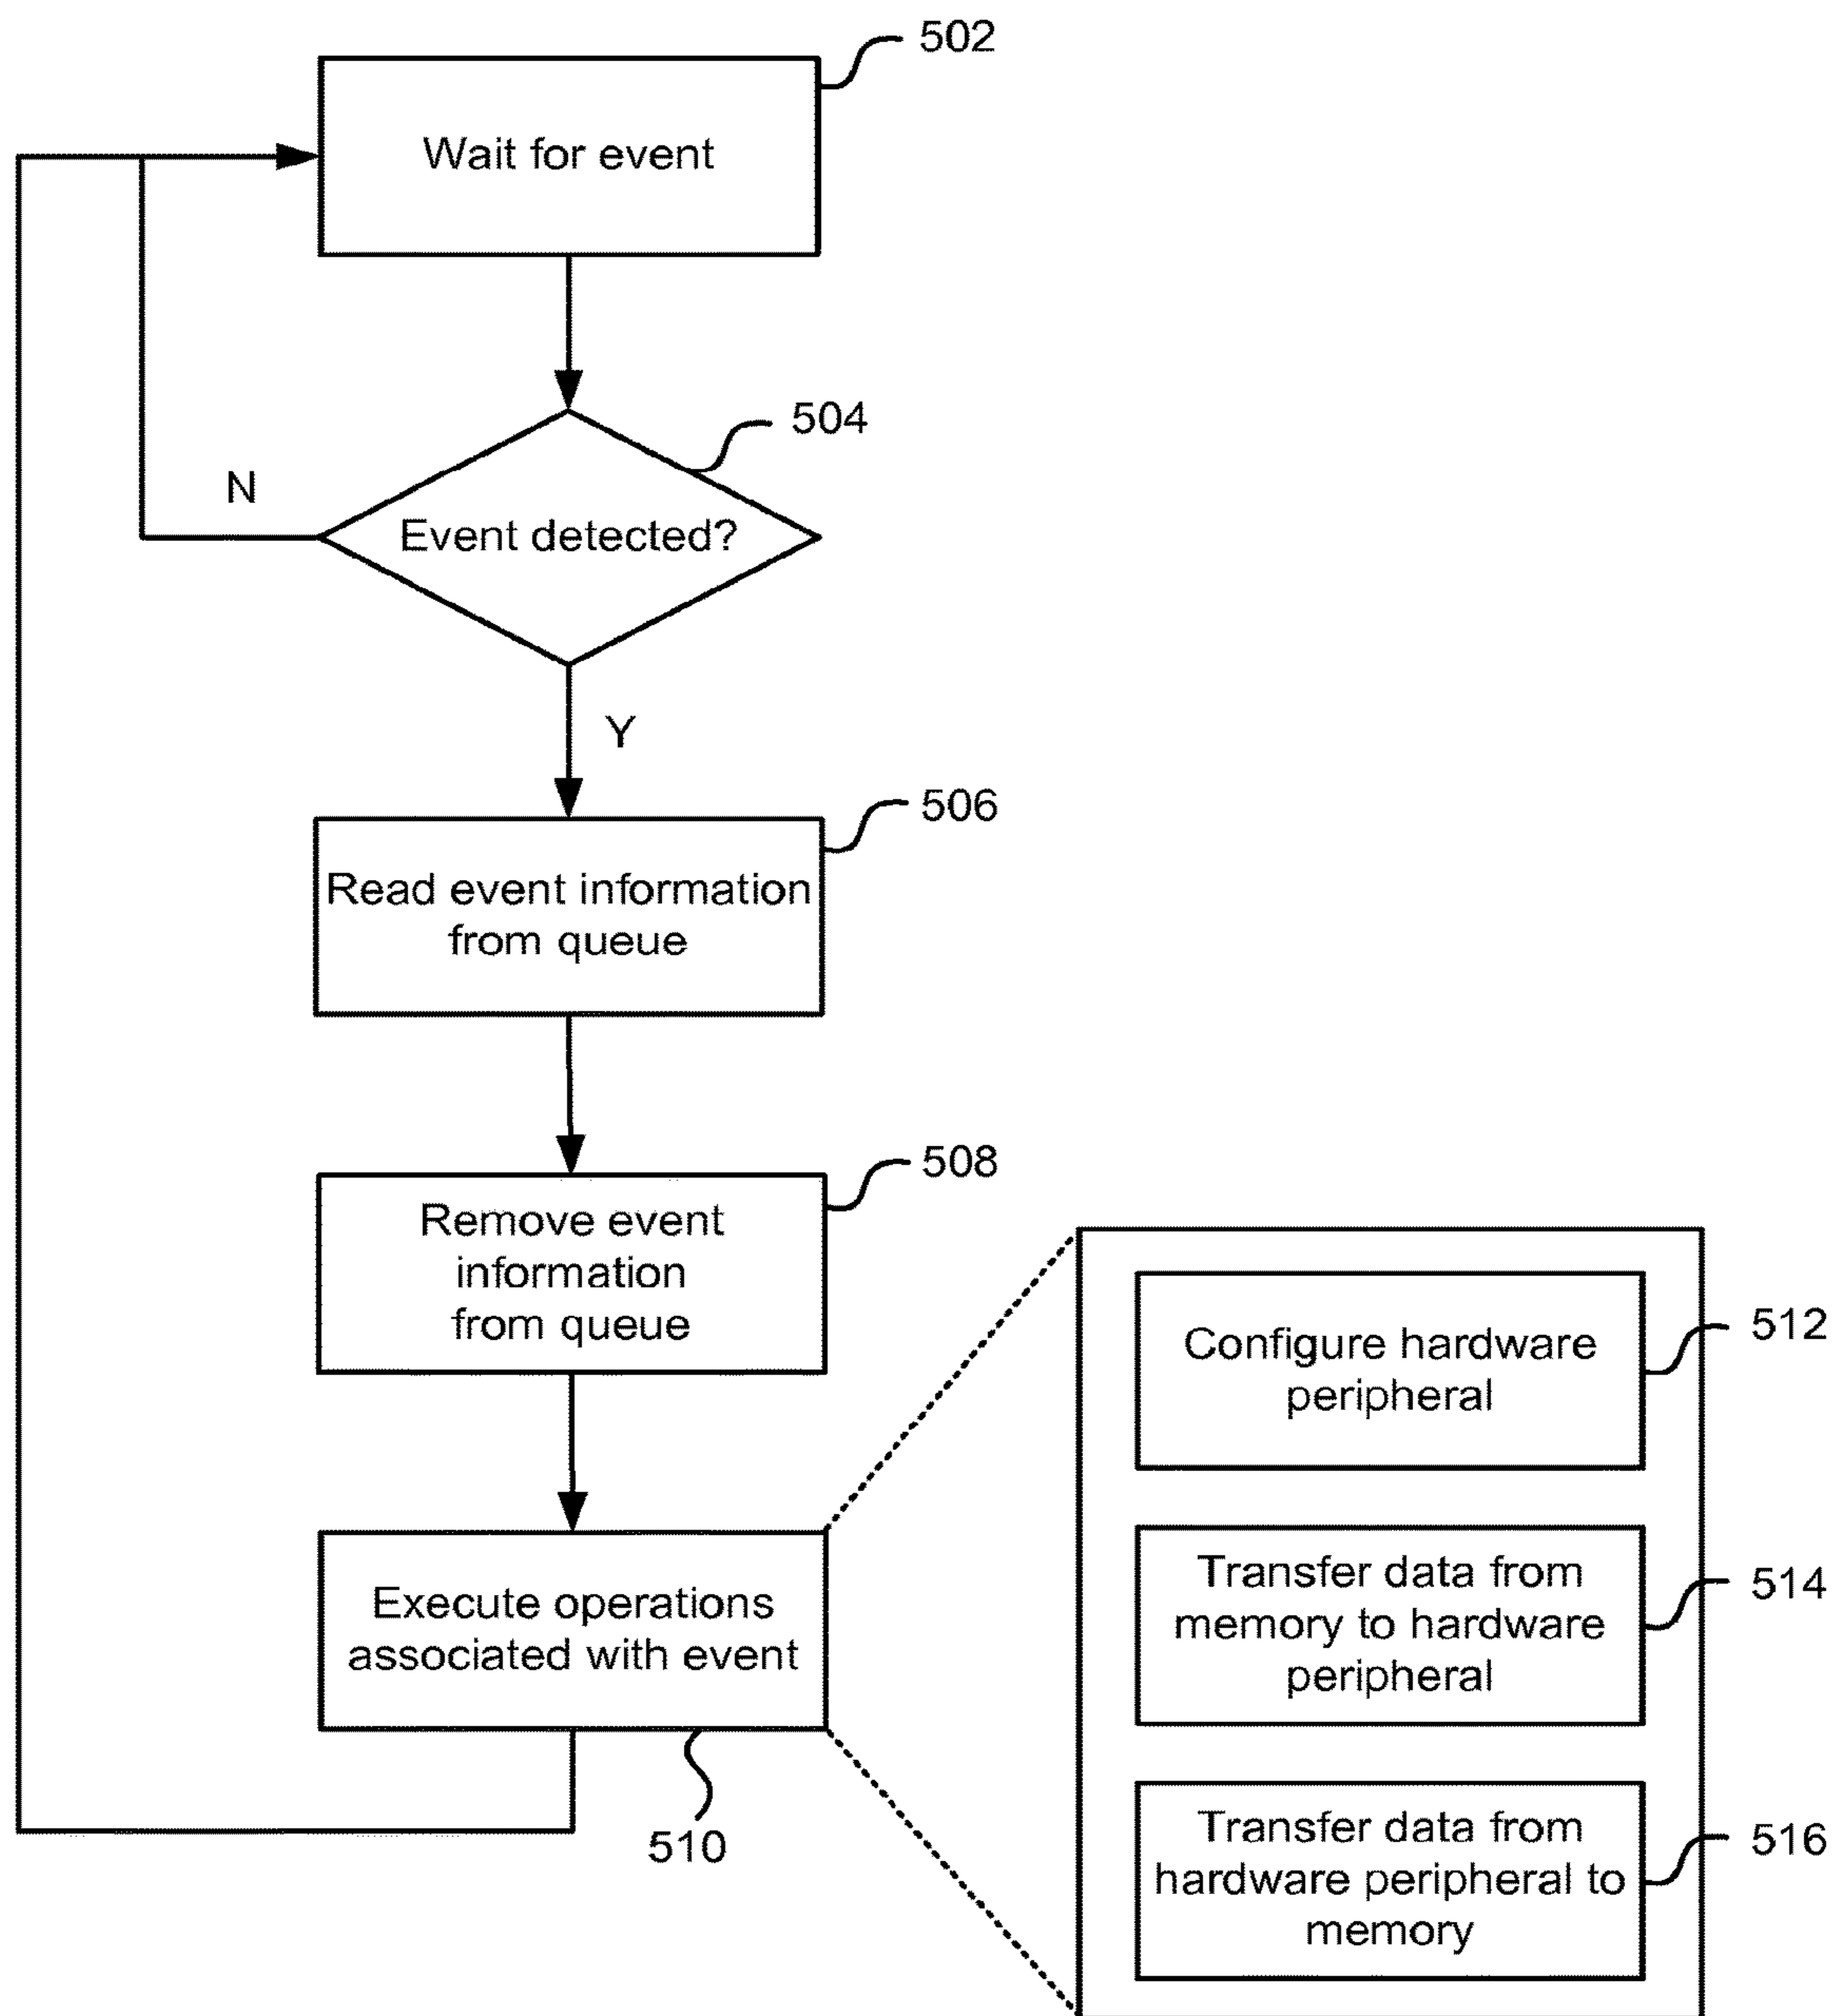 502
Wait for event
504
N
Event detected?
Y
506
Read event information
from queue
508
Remove event
information
from queue
Execute operations
associated with event
510
512
Configure hardware
peripheral
514
Transfer data from
memory to hardware
peripheral
516
Transfer data from
hardware peripheral to
memory